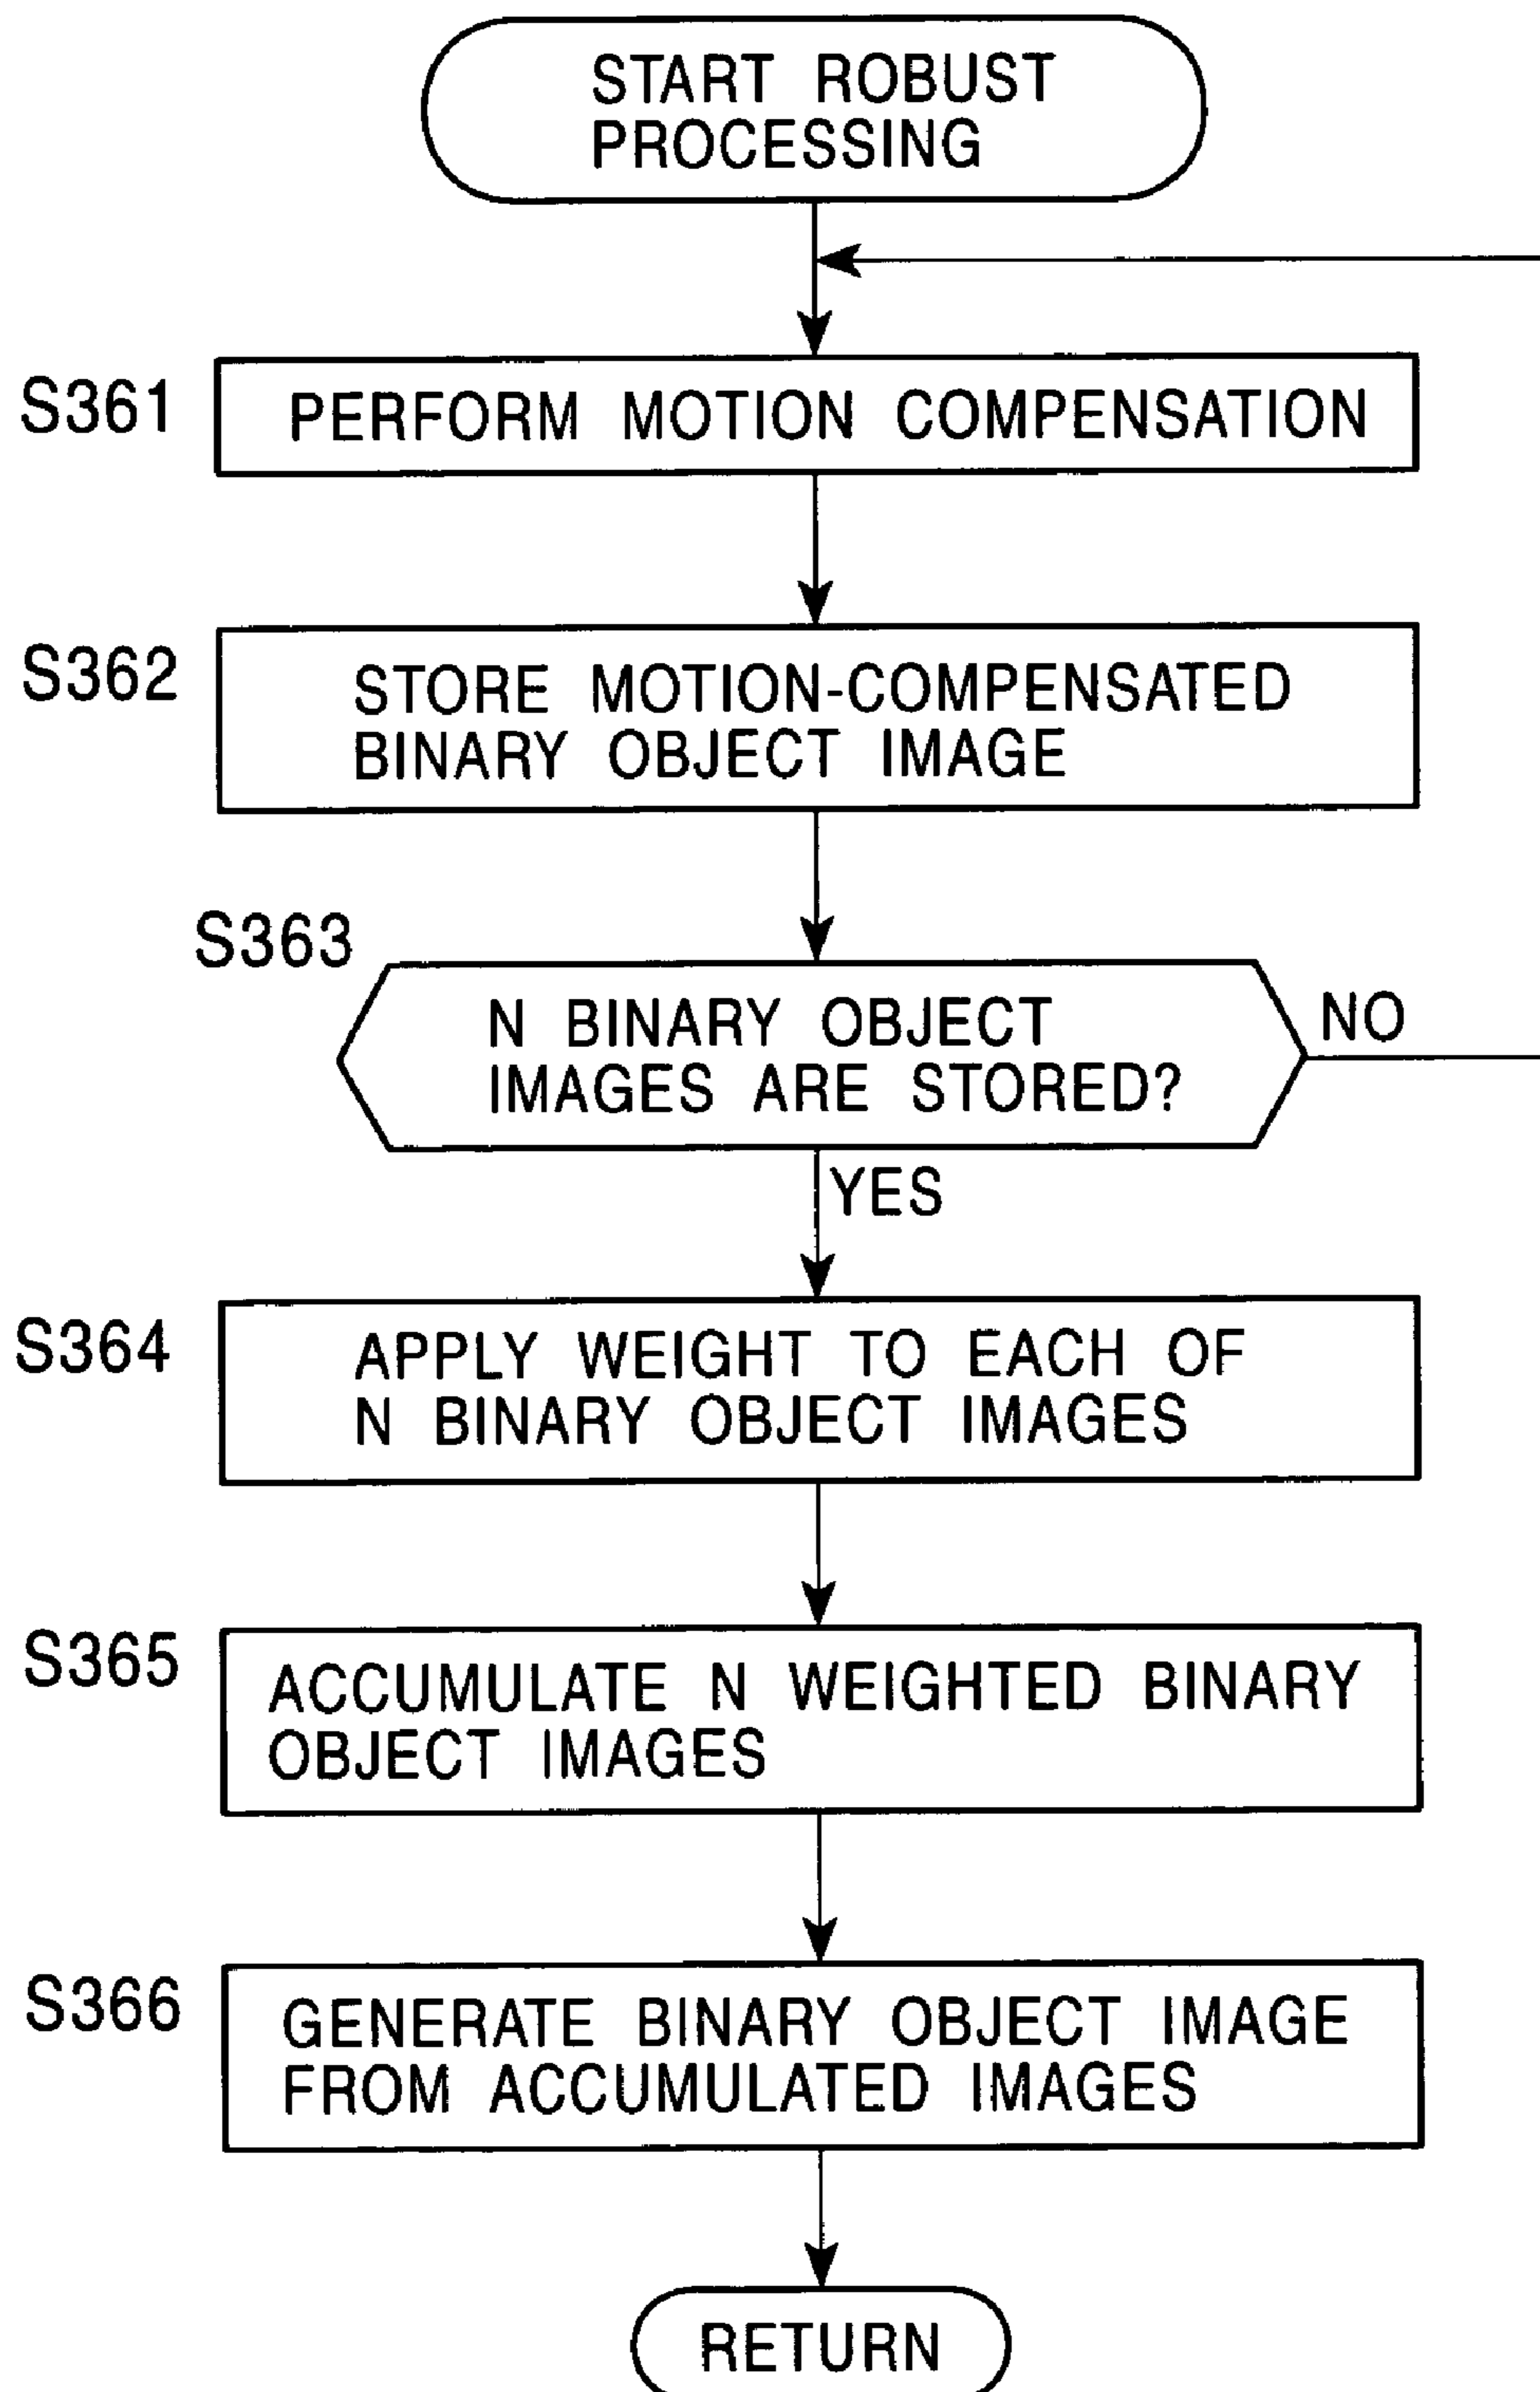 START ROBUST
PROCESSING
S361
PERFORM MOTION COMPENSATION
S362
STORE MOTION-COMPENSATED
BINARY OBJECT IMAGE
S363
N BINARY OBJECT
IMAGES ARE STORED?
NO
YES
S364
APPLY WEIGHT TO EACH OF
N BINARY OBJECT IMAGES
S365
ACCUMULATE N WEIGHTED BINARY
OBJECT IMAGES
S366
GENERATE BINARY OBJECT IMAGE
FROM ACCUMULATED IMAGES
RETURN